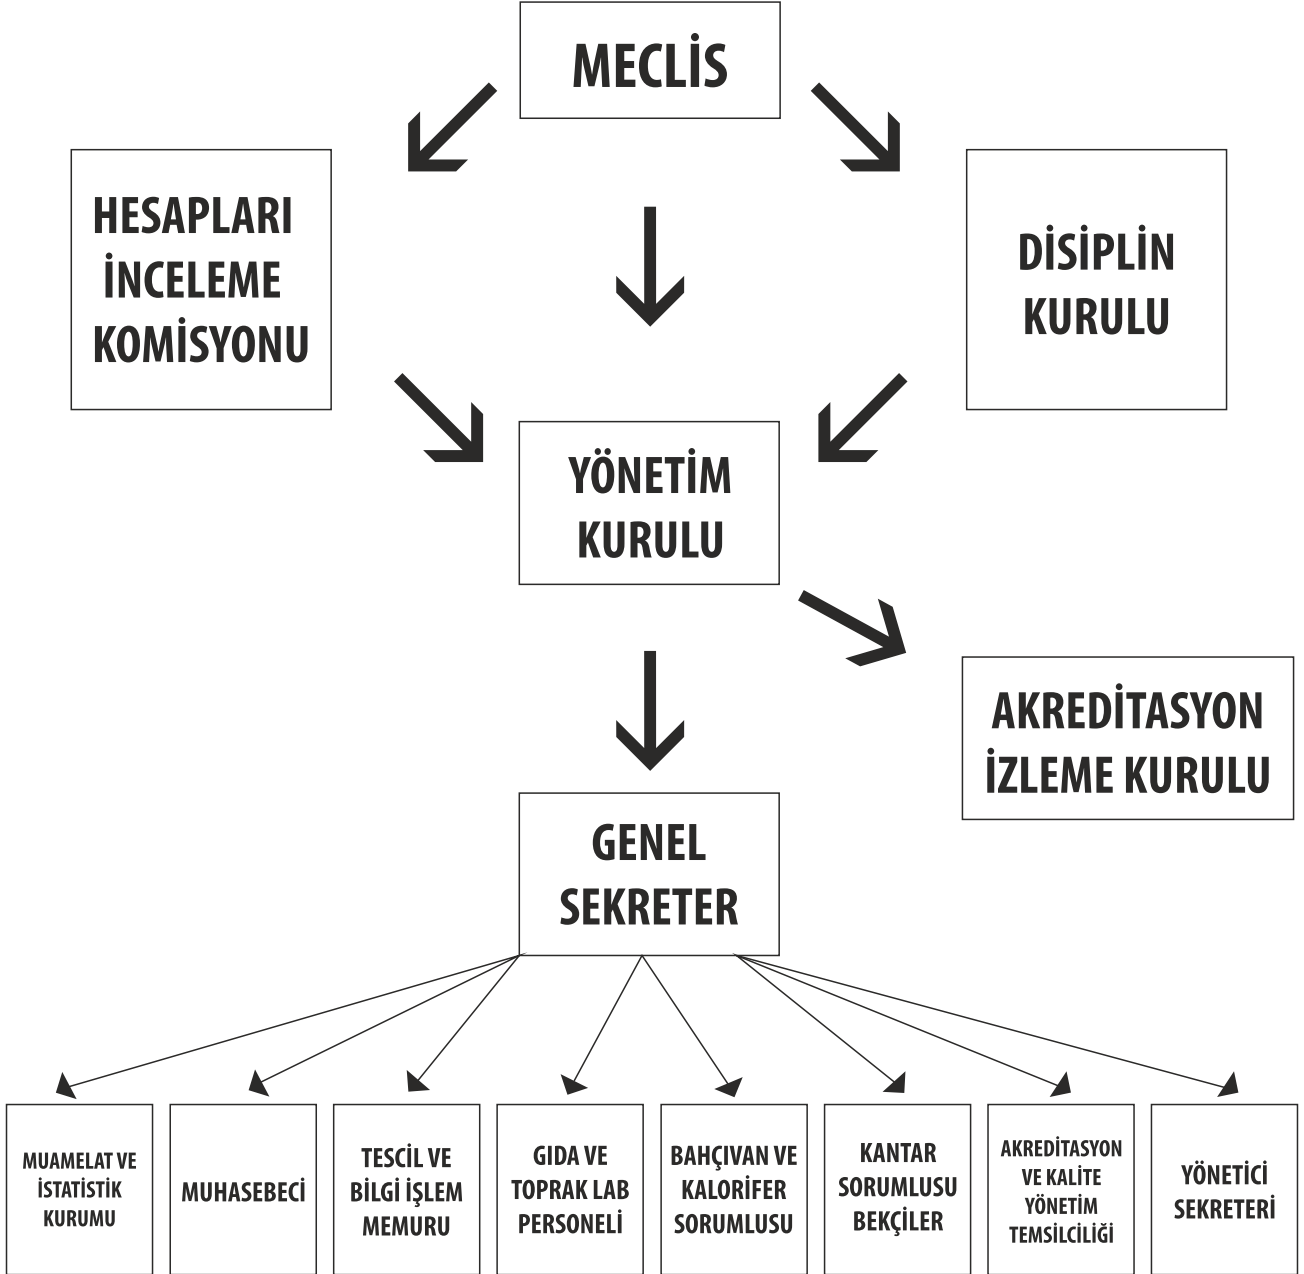 MECLİS
HESAPLARI
İNCELEME
KOMİSYONU
DİSİPLİN
KURULU
YÖNETİM
KURULU
AKREDİTASYON
İZLEME KURULU
GENEL
SEKRETER
MUAMELAT VE
İSTATİSTİK
KURUMU
MUHASEBECİ
TESCİL VE
BİLGİ İŞLEM
MEMURU
GIDA VE
TOPRAK LAB
PERSONELİ
BAHÇIVAN VE
KALORİFER
SORUMLUSU
KANTAR
SORUMLUSU
BEKÇİLER
AKREDİTASYON
VE KALİTE
YÖNETİM
TEMSİLCİLİĞİ
YÖNETİCİ
SEKRETERİ